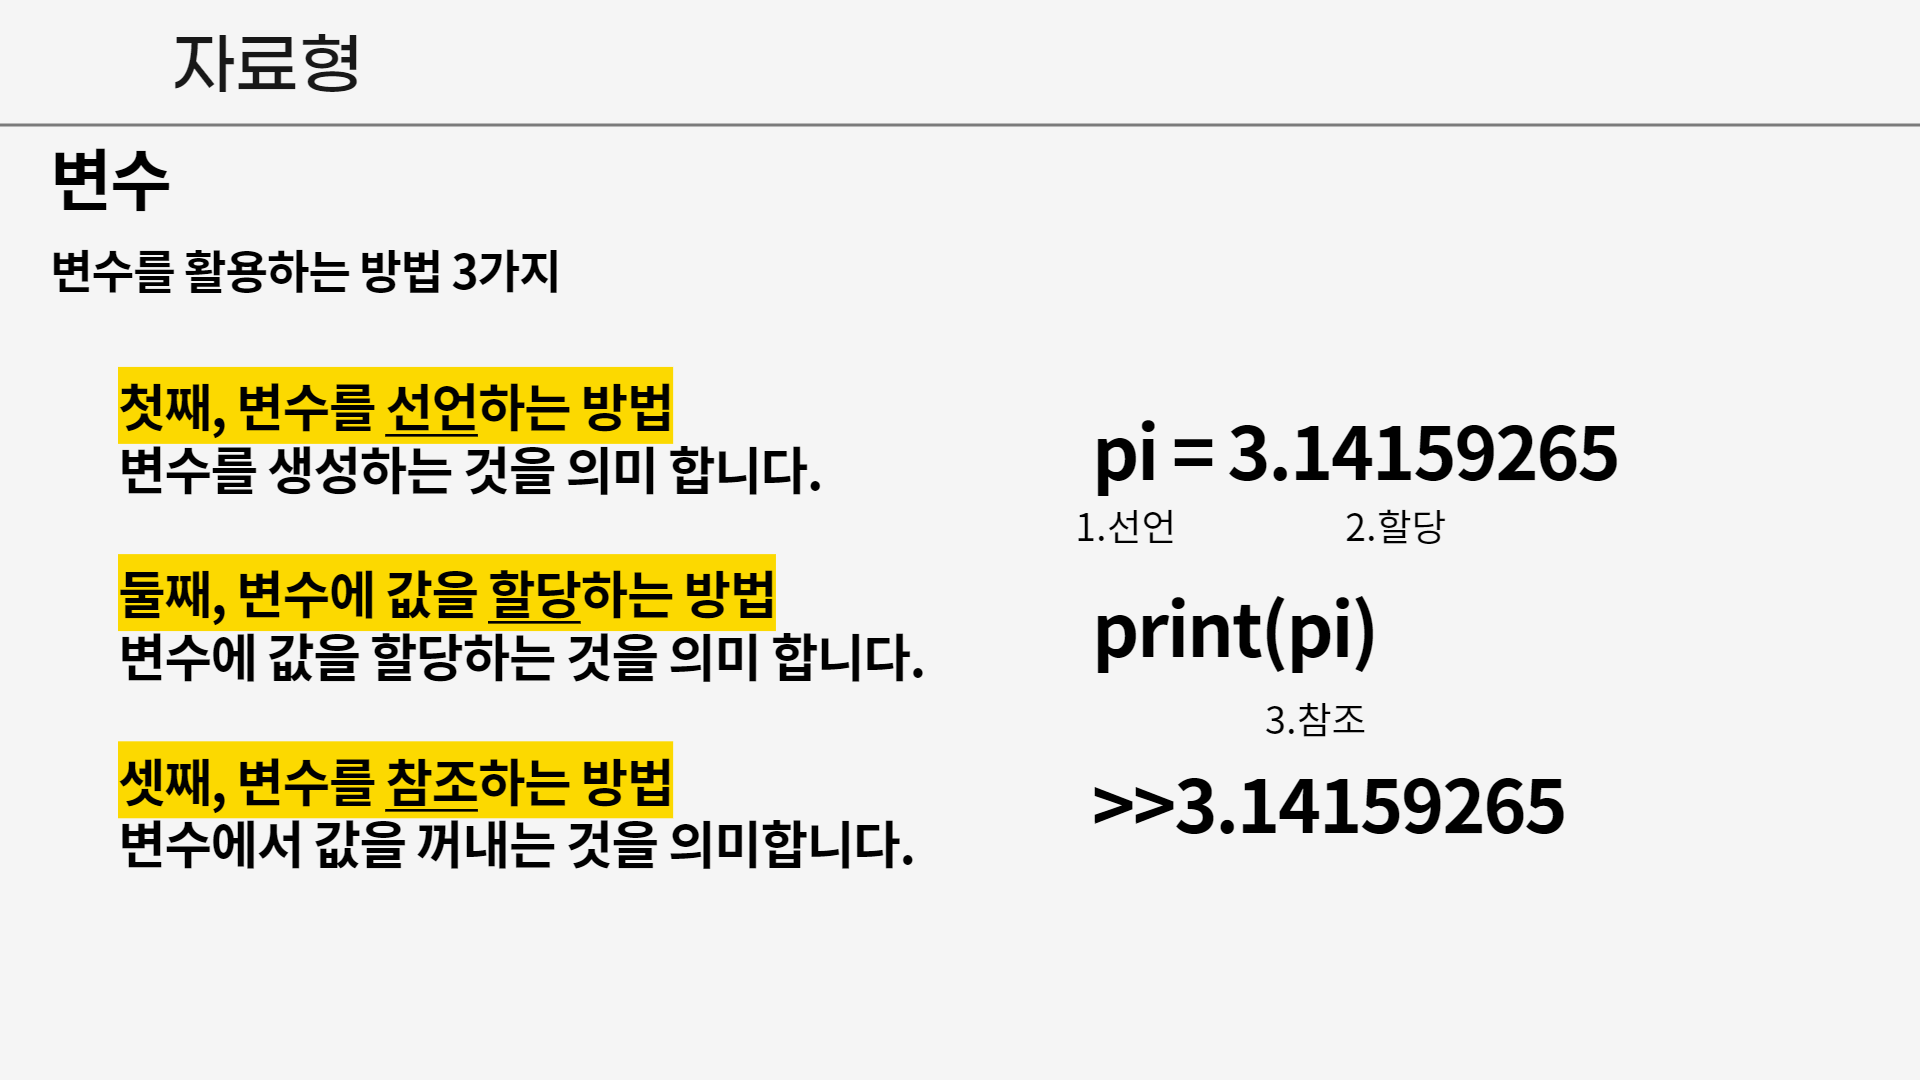 자료형
변수
변수를 활용하는 방법 3가지
첫째, 변수를 선언하는 방법
변수를 생성하는 것을 의미 합니다.
둘째, 변수에 값을 할당하는 방법
변수에 값을 할당하는 것을 의미 합니다.
셋째, 변수를 참조하는 방법
변수에서 값을 꺼내는 것을 의미합니다.
pi = 3.14159265
1.선언 2.할당
print(pi)
3.참조
>>3.14159265